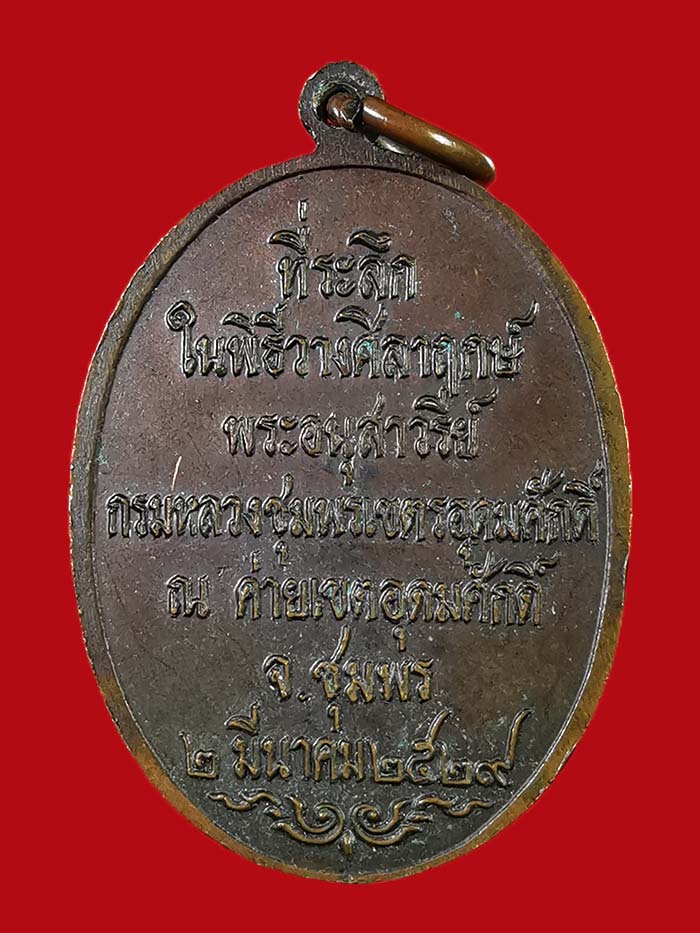 ที่ระลึก
ในพิธีวางศิลาฤกษ์
พระอนุสาวรีย์
กรมหลวงชุมพรเขตรอุดมศักดิ์
ณ ค่ายเขตอุดมศักดิ์
จ.ชุมพร
๒ มีนาคม ๒๕๒๙